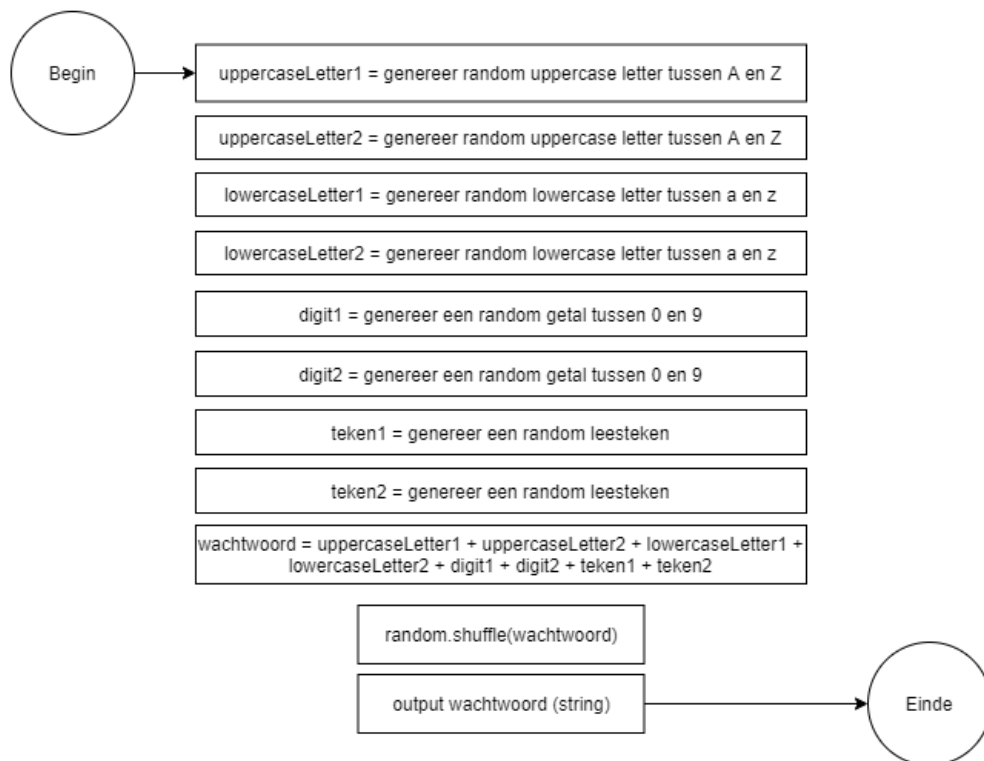 Begin
uppercaseLetter1 = genereer random uppercase letter tussen A en Z
uppercaseLetter2 = genereer random uppercase letter tussen A en Z
lowercaseLetter1 = genereer random lowercase letter tussen a en z
lowercaseLetter2 = genereer random lowercase letter tussen a en z
digit1 = genereer een random getal tussen 0 en 9
digit2 = genereer een random getal tussen 0 en 9
teken1 = genereer een random leesteken
teken2 = genereer een random leesteken
wachtwoord = uppercaseLetter1 + uppercaseLetter2 + lowercaseLetter1 +
lowercaseLetter2 + digit1 + digit2 + teken1 + teken2
random.shuffle(wachtwoord)
output wachtwoord (string)
Einde